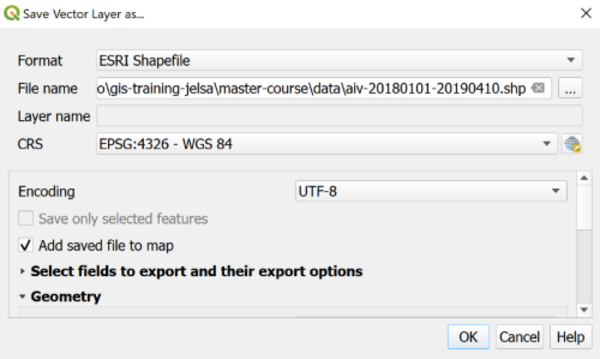 Save Vector Layer as...
Format ESRI Shapefile
File name o\gis-training-jelsa\master-course\data\aiv-20180101-20190410.shp ...
Layer name
CRS EPSG:4326 - WGS 84
Encoding UTF-8
Save only selected features
Add saved file to map
Select fields to export and their export options
Geometry
OK Cancel Help